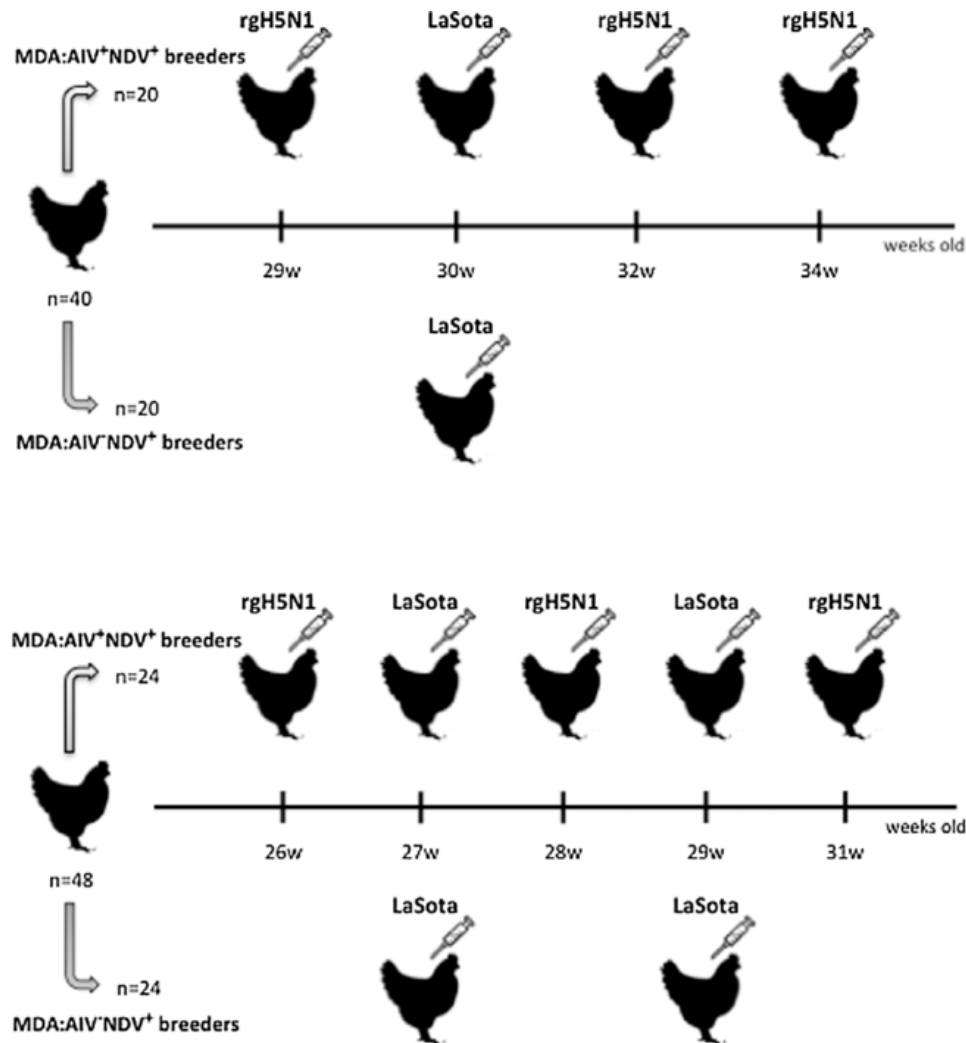 rgH5N1 LaSota rgH5N1 rgH5N1
MDA:AIV⁺NDV⁺ breeders
n=20
weeks old
29w 30w 32w 34w
n=40
LaSota
n=20
MDA:AIV⁻NDV⁺ breeders
rgH5N1 LaSota rgH5N1 LaSota rgH5N1
MDA:AIV⁺NDV⁺ breeders
n=24
weeks old
26w 27w 28w 29w 31w
n=48
LaSota LaSota
n=24
MDA:AIV⁻NDV⁺ breeders